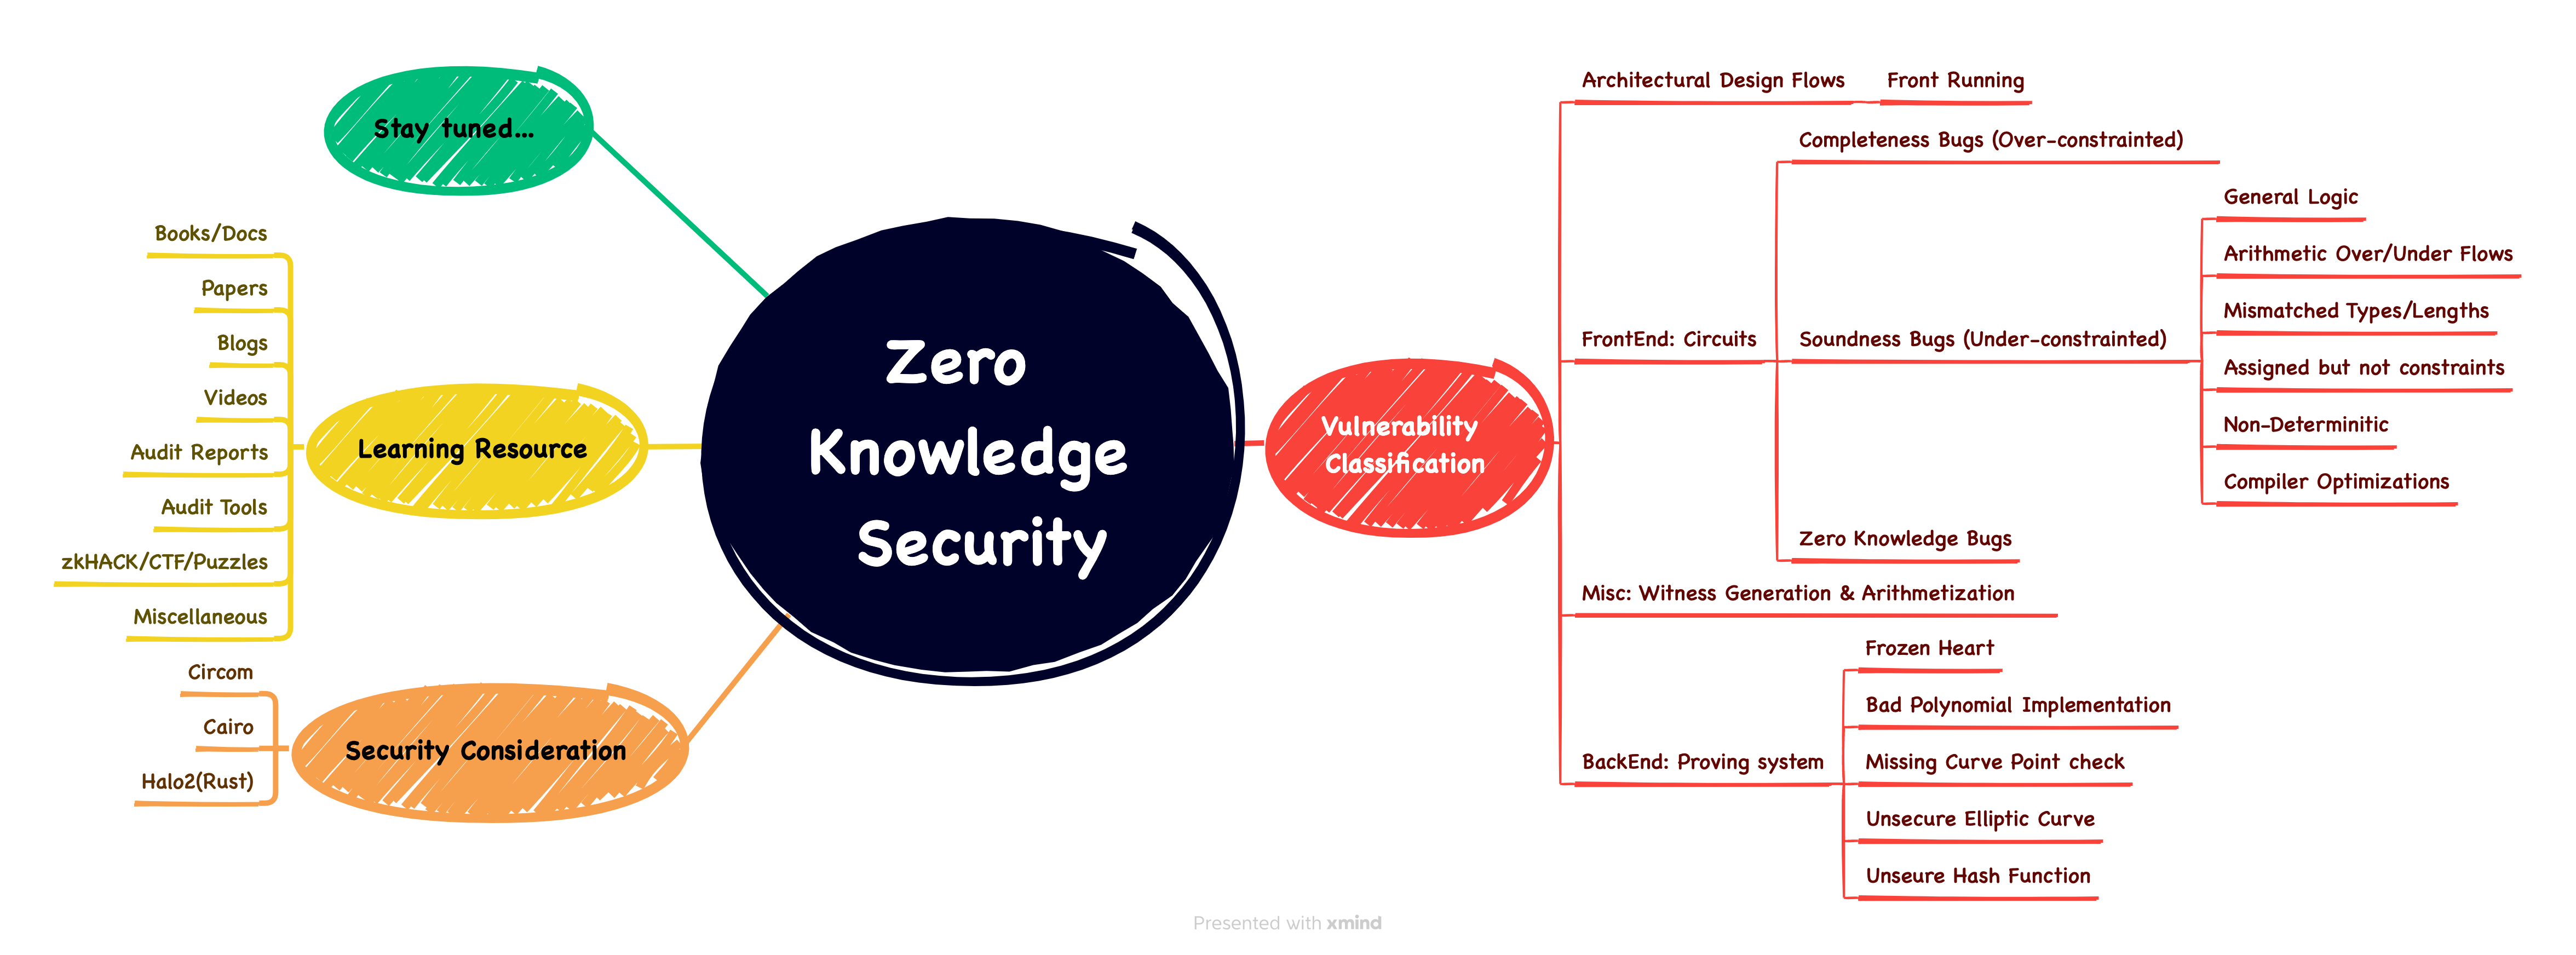 Stay tuned...
Books/Docs
Papers
Blogs
Videos
Audit Reports
Audit Tools
zkHACK/CTF/Puzzles
Miscellaneous
Learning Resource
Circom
Cairo
Halo2(Rust)
Security Consideration
Zero
Knowledge
Security
Vulnerability
Classification
Architectural Design Flows
Front Running
FrontEnd: Circuits
Completeness Bugs (Over-constrainted)
Soundness Bugs (Under-constrainted)
General Logic
Arithmetic Over/Under Flows
Mismatched Types/Lengths
Assigned but not constraints
Non-Determinitic
Compiler Optimizations
Zero Knowledge Bugs
Misc: Witness Generation & Arithmetization
BackEnd: Proving system
Frozen Heart
Bad Polynomial Implementation
Missing Curve Point check
Unsecure Elliptic Curve
Unseure Hash Function
Presented with xmind